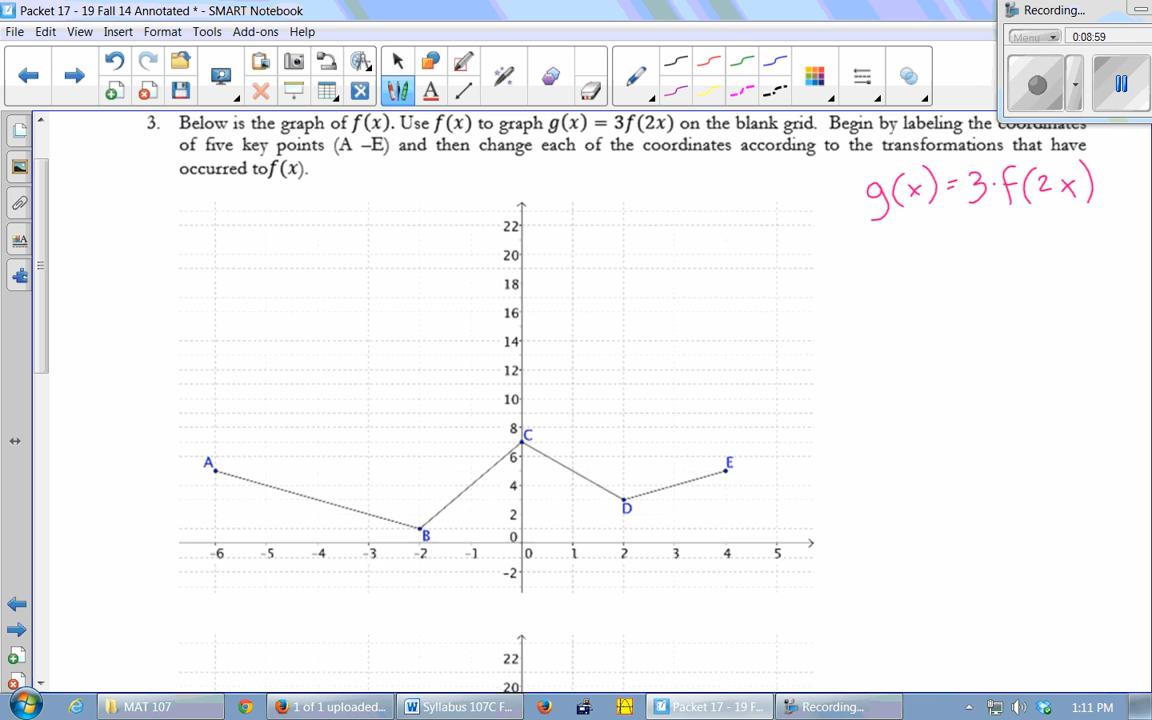 Packet 17 - 19 Fall 14 Annotated * - SMART Notebook
Recording...
File Edit View Insert Format Tools Add-ons Help
Menu
0:08:59
3. Below is the graph of f(x). Use f(x) to graph g(x) = 3f(2x) on the blank grid. Begin by labeling the coordinates
of five key points (A –E) and then change each of the coordinates according to the transformations that have
occurred to f(x).
g(x) = 3·f(2x)
22
20
18
16
14
12
10
8
C
A
E
6
4
D
2
B
0
-6 -5 -4 -3 -2 -1 0 1 2 3 4 5
-2
22
20
MAT 107
1 of 1 uploaded...
Syllabus 107C F...
Packet 17 - 19 F...
Recording...
1:11 PM